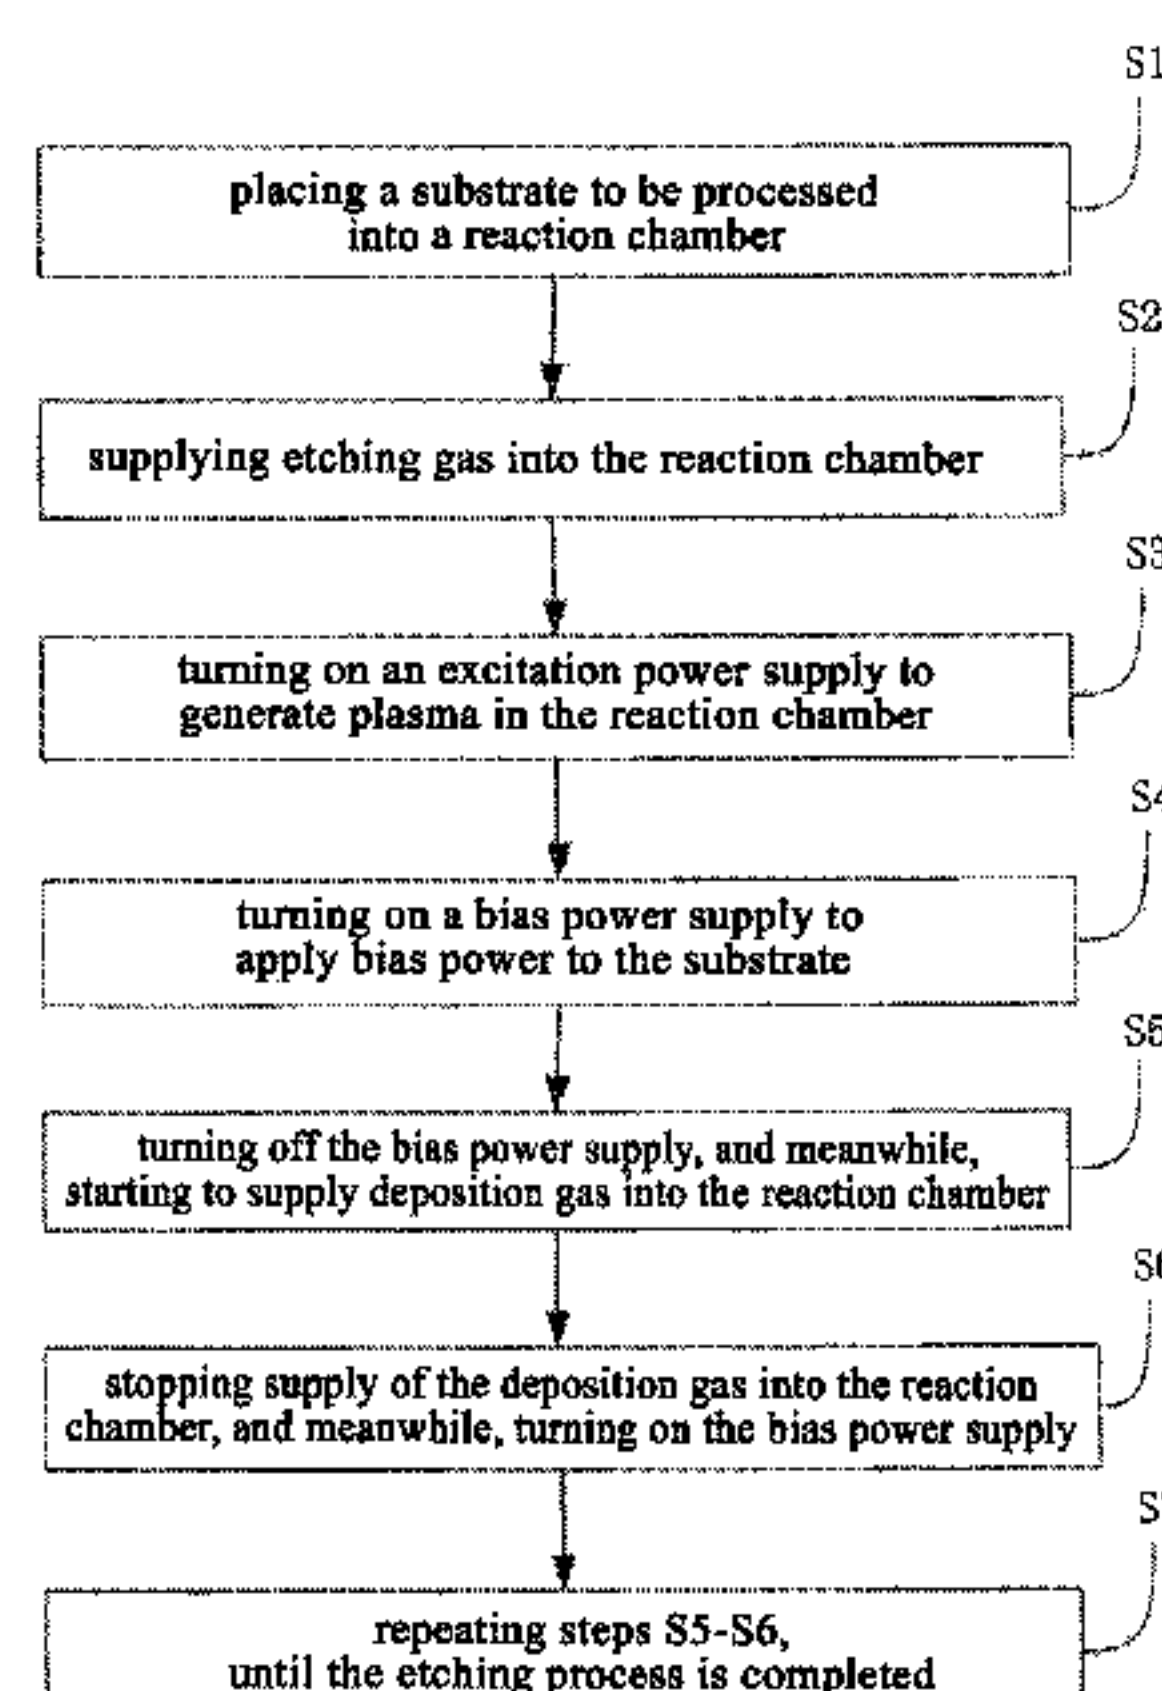 S1
placing a substrate to be processed
into a reaction chamber
S2
supplying etching gas into the reaction chamber
S3
turning on an excitation power supply to
generate plasma in the reaction chamber
S4
turning on a bias power supply to
apply bias power to the substrate
S5
turning off the bias power supply, and meanwhile,
starting to supply deposition gas into the reaction chamber
S6
stopping supply of the deposition gas into the reaction
chamber, and meanwhile, turning on the bias power supply
S
repeating steps S5-S6,
until the etching process is completed